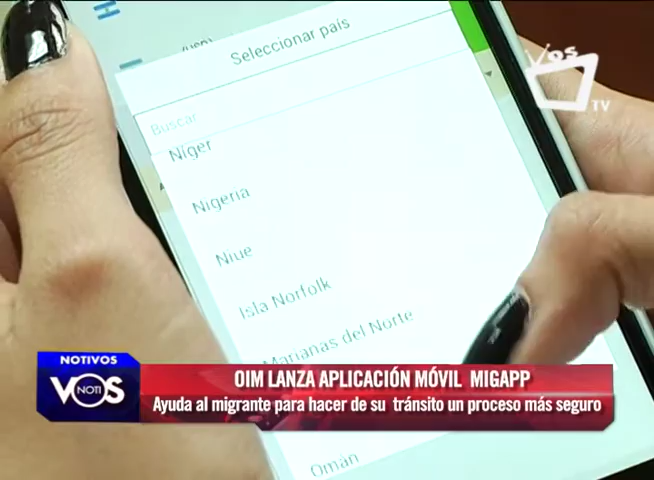 (USD)
Seleccionar país
Buscar
Níger
Nigeria
Niue
Isla Norfolk
Marianas del Norte
Omán
VOS
TV
NOTIVOS
VOS
NOTI
OIM LANZA APLICACIÓN MÓVIL MIGAPP
Ayuda al migrante para hacer de su tránsito un proceso más seguro